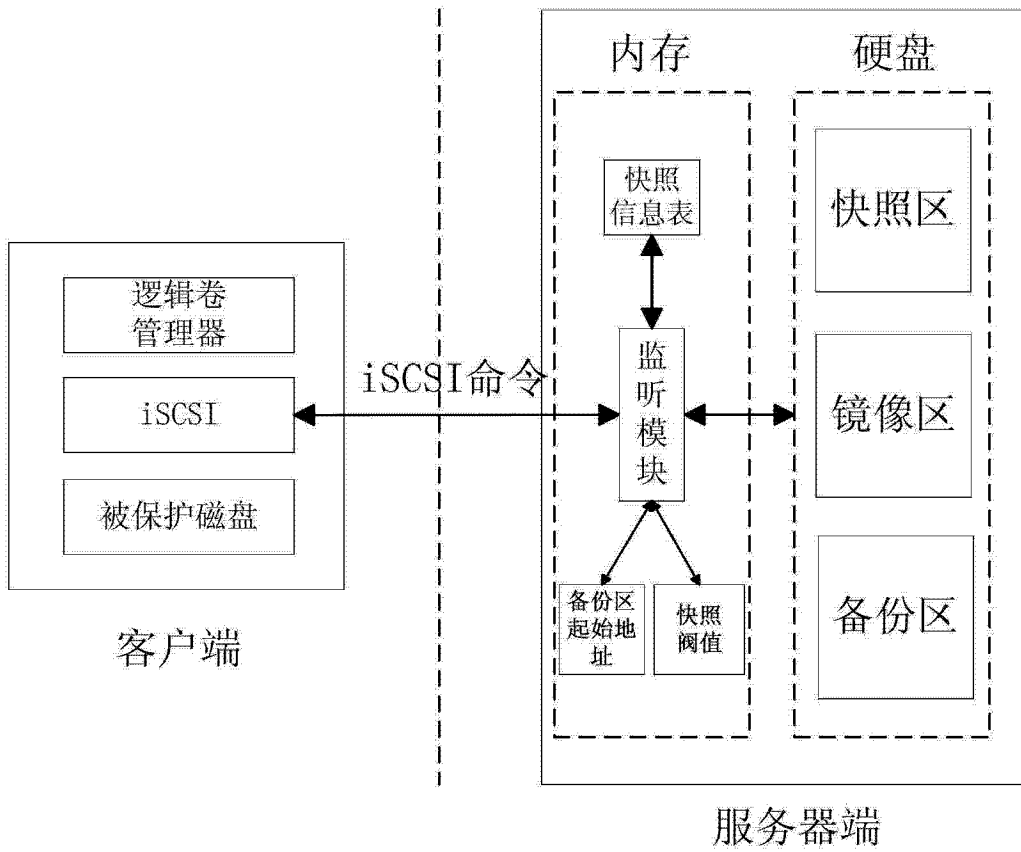 内存
硬盘
快照
信息表
快照区
逻辑卷
管理器
iSCSI
被保护磁盘
客户端
iSCSI命令
监
听
模
块
镜像区
备份区
起始地
址
快照
阀值
备份区
服务器端